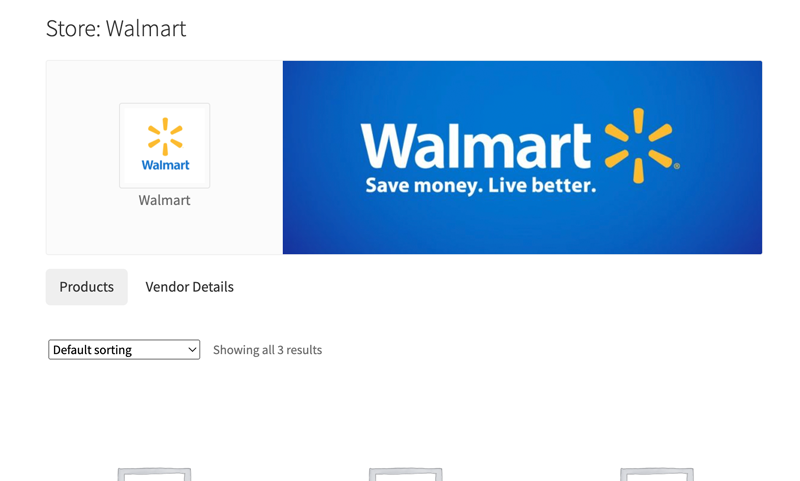 Store: Walmart
Walmart
Walmart
Walmart®
Save money. Live better.
Products
Vendor Details
Default sorting
Showing all 3 results